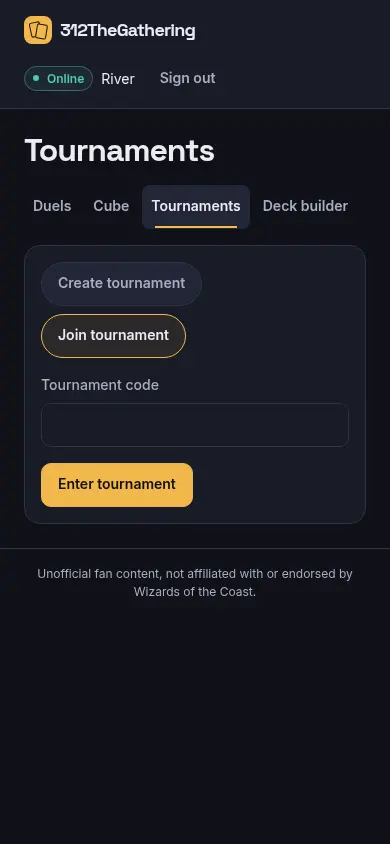 312TheGathering
Online River Sign out
Tournaments
Duels Cube Tournaments Deck builder
Create tournament
Join tournament
Tournament code
Enter tournament
Unofficial fan content, not affiliated with or endorsed by
Wizards of the Coast.